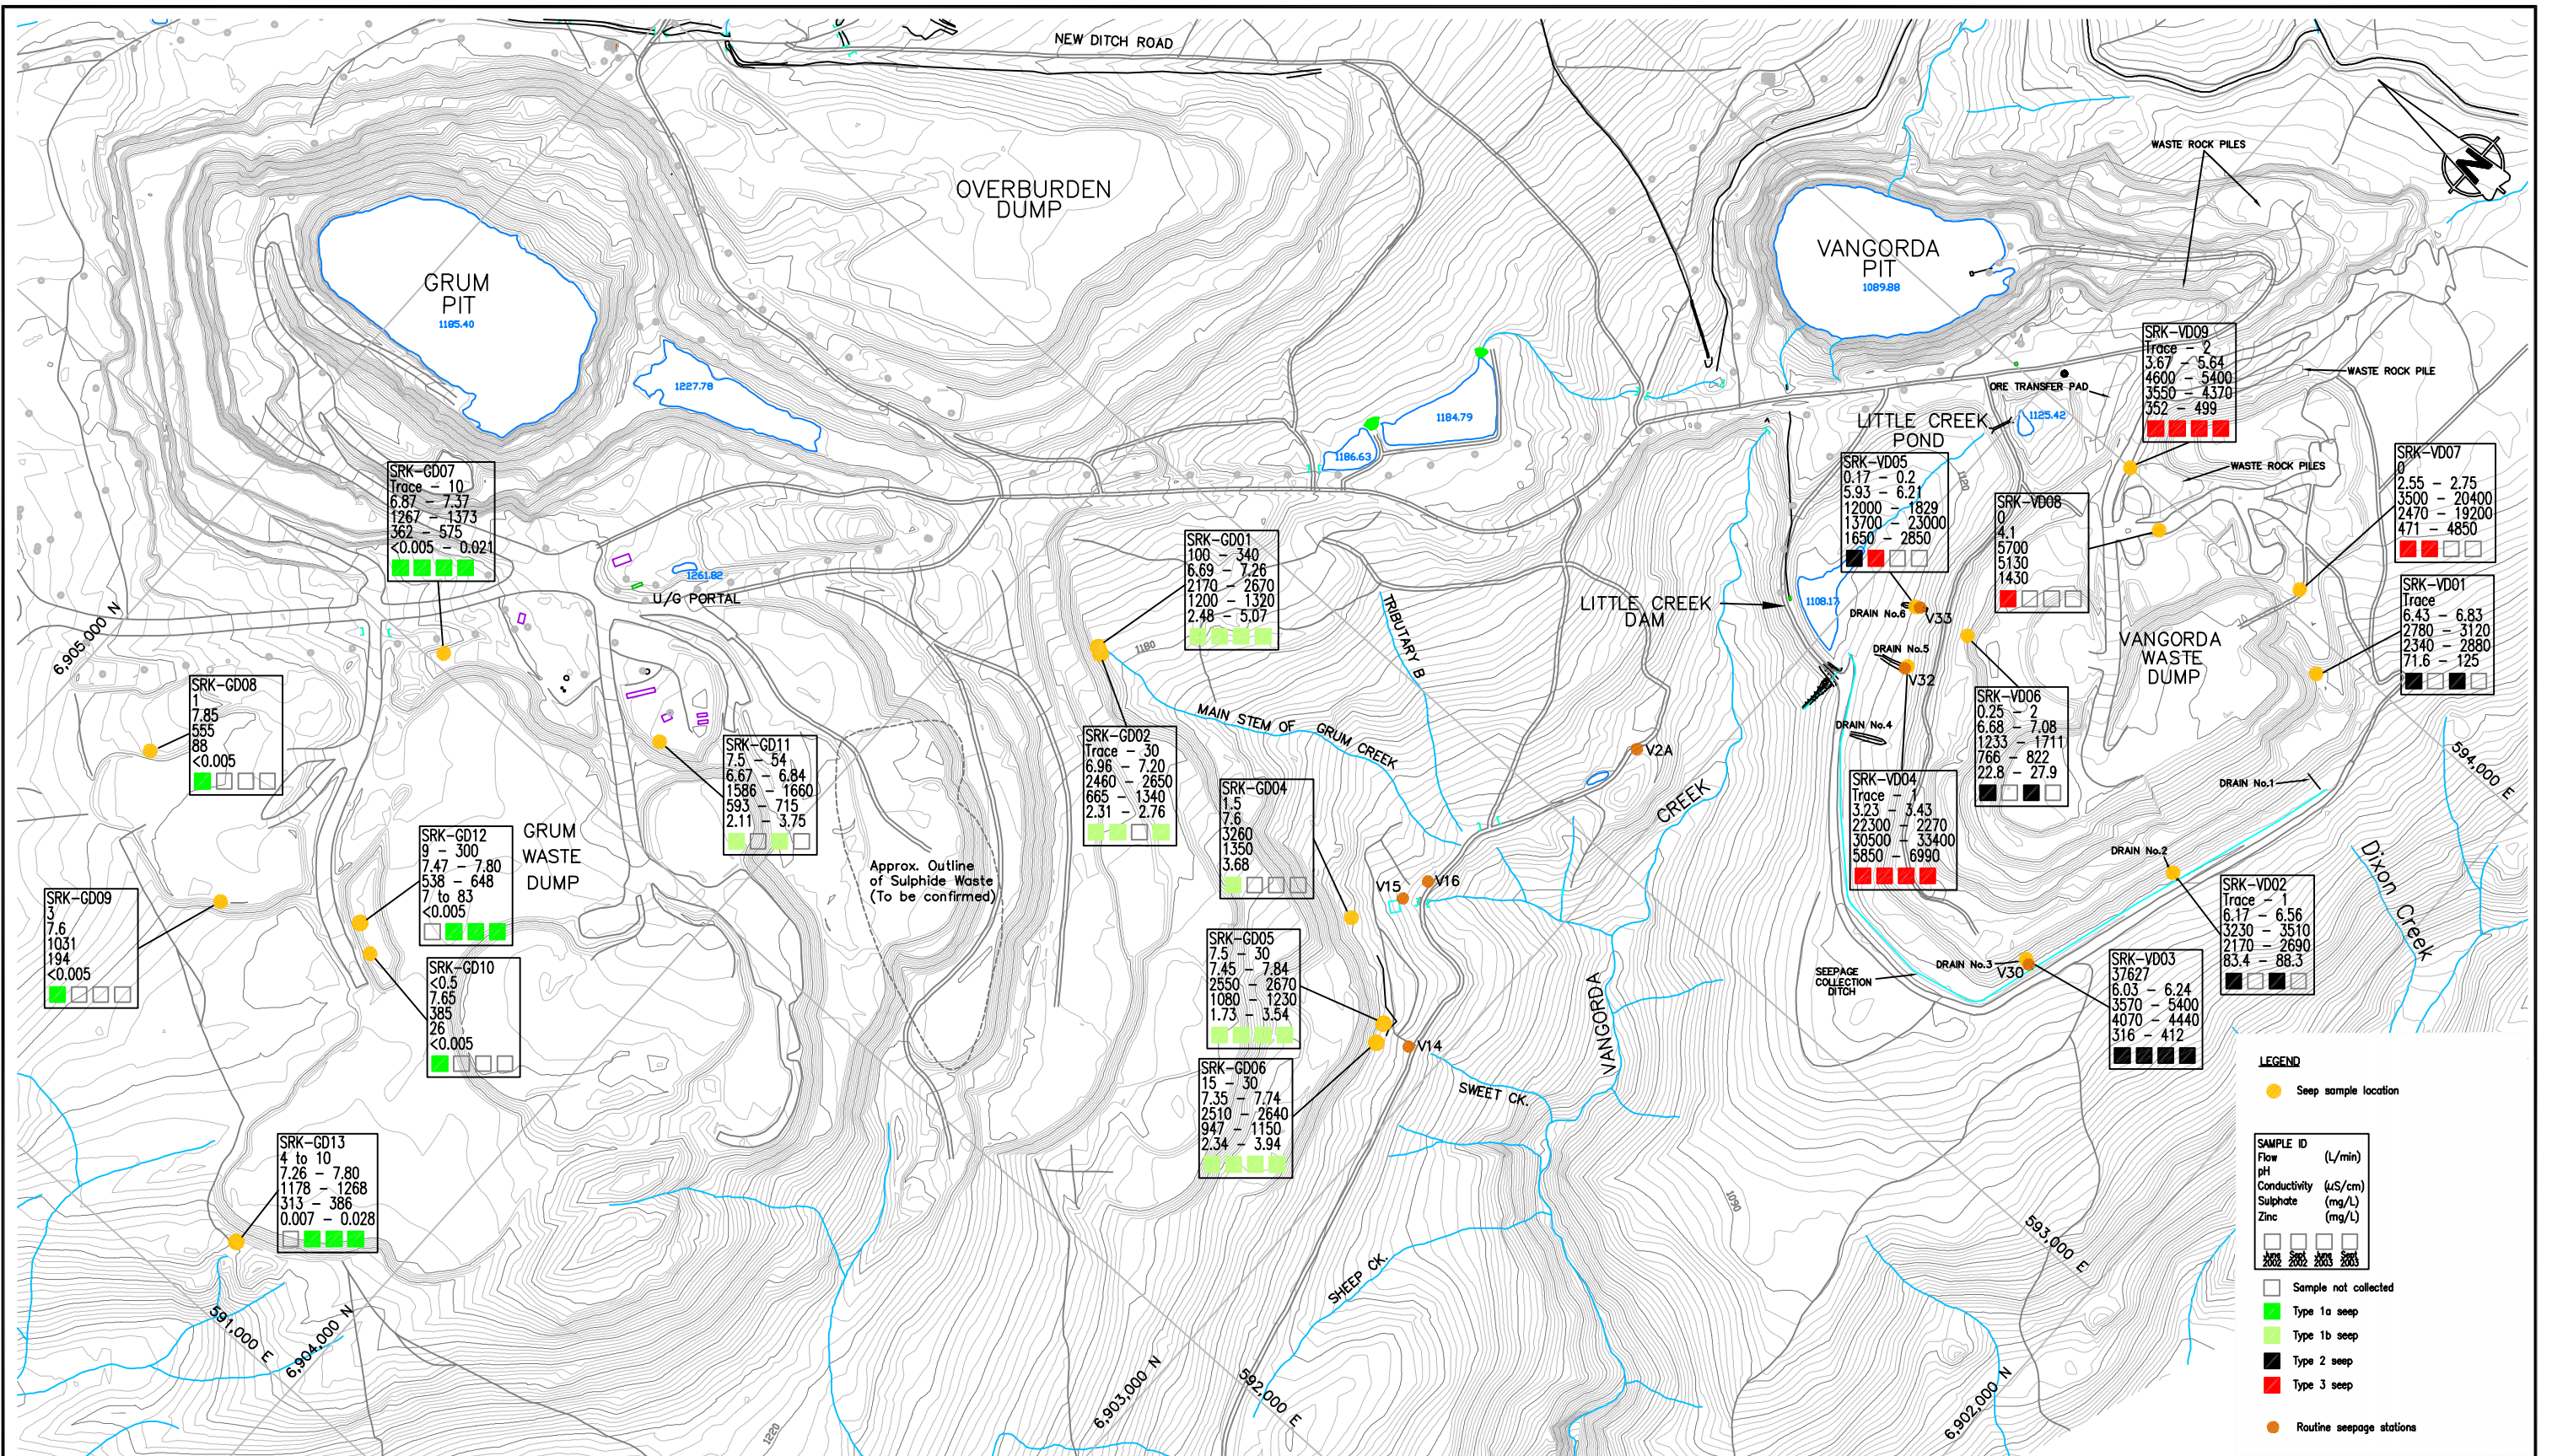 NEW DITCH ROAD
OVERBURDEN
DUMP
GRUM
PIT
1185.40
1227.78
VANGORDA
PIT
1089.88
WASTE ROCK PILES
N
SRK-VD09
Trace - 2
3.67 - 5.64
4600 - 5400
3550 - 4370
352 - 499
WASTE ROCK PILE
ORE TRANSFER PAD
1125.42
1184.79
1186.63
LITTLE CREEK
POND
WASTE ROCK PILES
SRK-VD07
0
2.55 - 2.75
3500 - 20400
2470 - 19200
471 - 4850
SRK-VD05
0.17 - 0.2
5.93 - 6.21
12000 - 1829
13700 - 23000
1650 - 2850
1120
SRK-VD08
0
4.1
5700
5130
1430
SRK-GD07
Trace - 10
6.87 - 7.37
1267 - 1373
362 - 575
<0.005 - 0.021
1261.82
U/G PORTAL
SRK-GD01
100 - 340
6.69 - 7.26
2170 - 2670
1200 - 1320
2.48 - 5.07
1180
TRIBUTARY B
LITTLE CREEK
DAM
1108.17
DRAIN No.6
V33
DRAIN No.5
V32
DRAIN No.4
SRK-VD01
Trace
6.43 - 6.83
2780 - 3120
2340 - 2880
71.6 - 125
VANGORDA
WASTE
DUMP
6,905,000 N
SRK-GD08
1
7.85
555
88
<0.005
SRK-GD11
7.5 - 54
6.67 - 6.84
1586 - 1660
593 - 715
2.11 - 3.75
SRK-GD02
Trace - 30
6.96 - 7.20
2460 - 2650
665 - 1340
2.31 - 2.76
MAIN STEM OF GRUM CREEK
V2A
SRK-VD06
0.25 - 2
6.68 - 7.08
1233 - 1711
766 - 822
22.8 - 27.9
SRK-VD04
Trace - 1
3.23 - 3.43
22300 - 2270
30500 - 33400
5850 - 6990
594,000 E
DRAIN No.1
DRAIN No.2
Dixon Creek
SRK-GD12
9 - 300
7.47 - 7.80
538 - 648
7 to 83
<0.005
GRUM
WASTE
DUMP
Approx. Outline
of Sulphide Waste
(To be confirmed)
SRK-GD04
1.5
7.6
3260
1350
3.68
V15
V16
VANGORDA CREEK
SRK-GD09
3
7.6
1031
194
<0.005
SRK-GD10
<0.5
7.65
385
26
<0.005
SRK-GD05
7.5 - 30
7.45 - 7.84
2550 - 2670
1080 - 1230
1.73 - 3.54
V14
SRK-GD06
15 - 30
7.35 - 7.74
2510 - 2640
947 - 1150
2.34 - 3.94
SWEET CK.
SEEPAGE
COLLECTION
DITCH
DRAIN No.3
V30
SRK-VD03
37627
6.03 - 6.24
3570 - 5400
4070 - 4440
316 - 412
SRK-VD02
Trace - 1
6.17 - 6.56
3230 - 3510
2170 - 2690
83.4 - 88.3
SRK-GD13
4 to 10
7.26 - 7.80
1178 - 1268
313 - 386
0.007 - 0.028
591,000 E
6,904,000 N
1220
6,903,000 N
592,000 E
SHEEP CK.
1090
593,000 E
6,902,000 N
LEGEND
Seep sample location
SAMPLE ID
Flow (L/min)
pH
Conductivity (µS/cm)
Sulphate (mg/L)
Zinc (mg/L)
June Sept June Sept
2002 2002 2003 2003
Sample not collected
Type 1a seep
Type 1b seep
Type 2 seep
Type 3 seep
Routine seepage stations